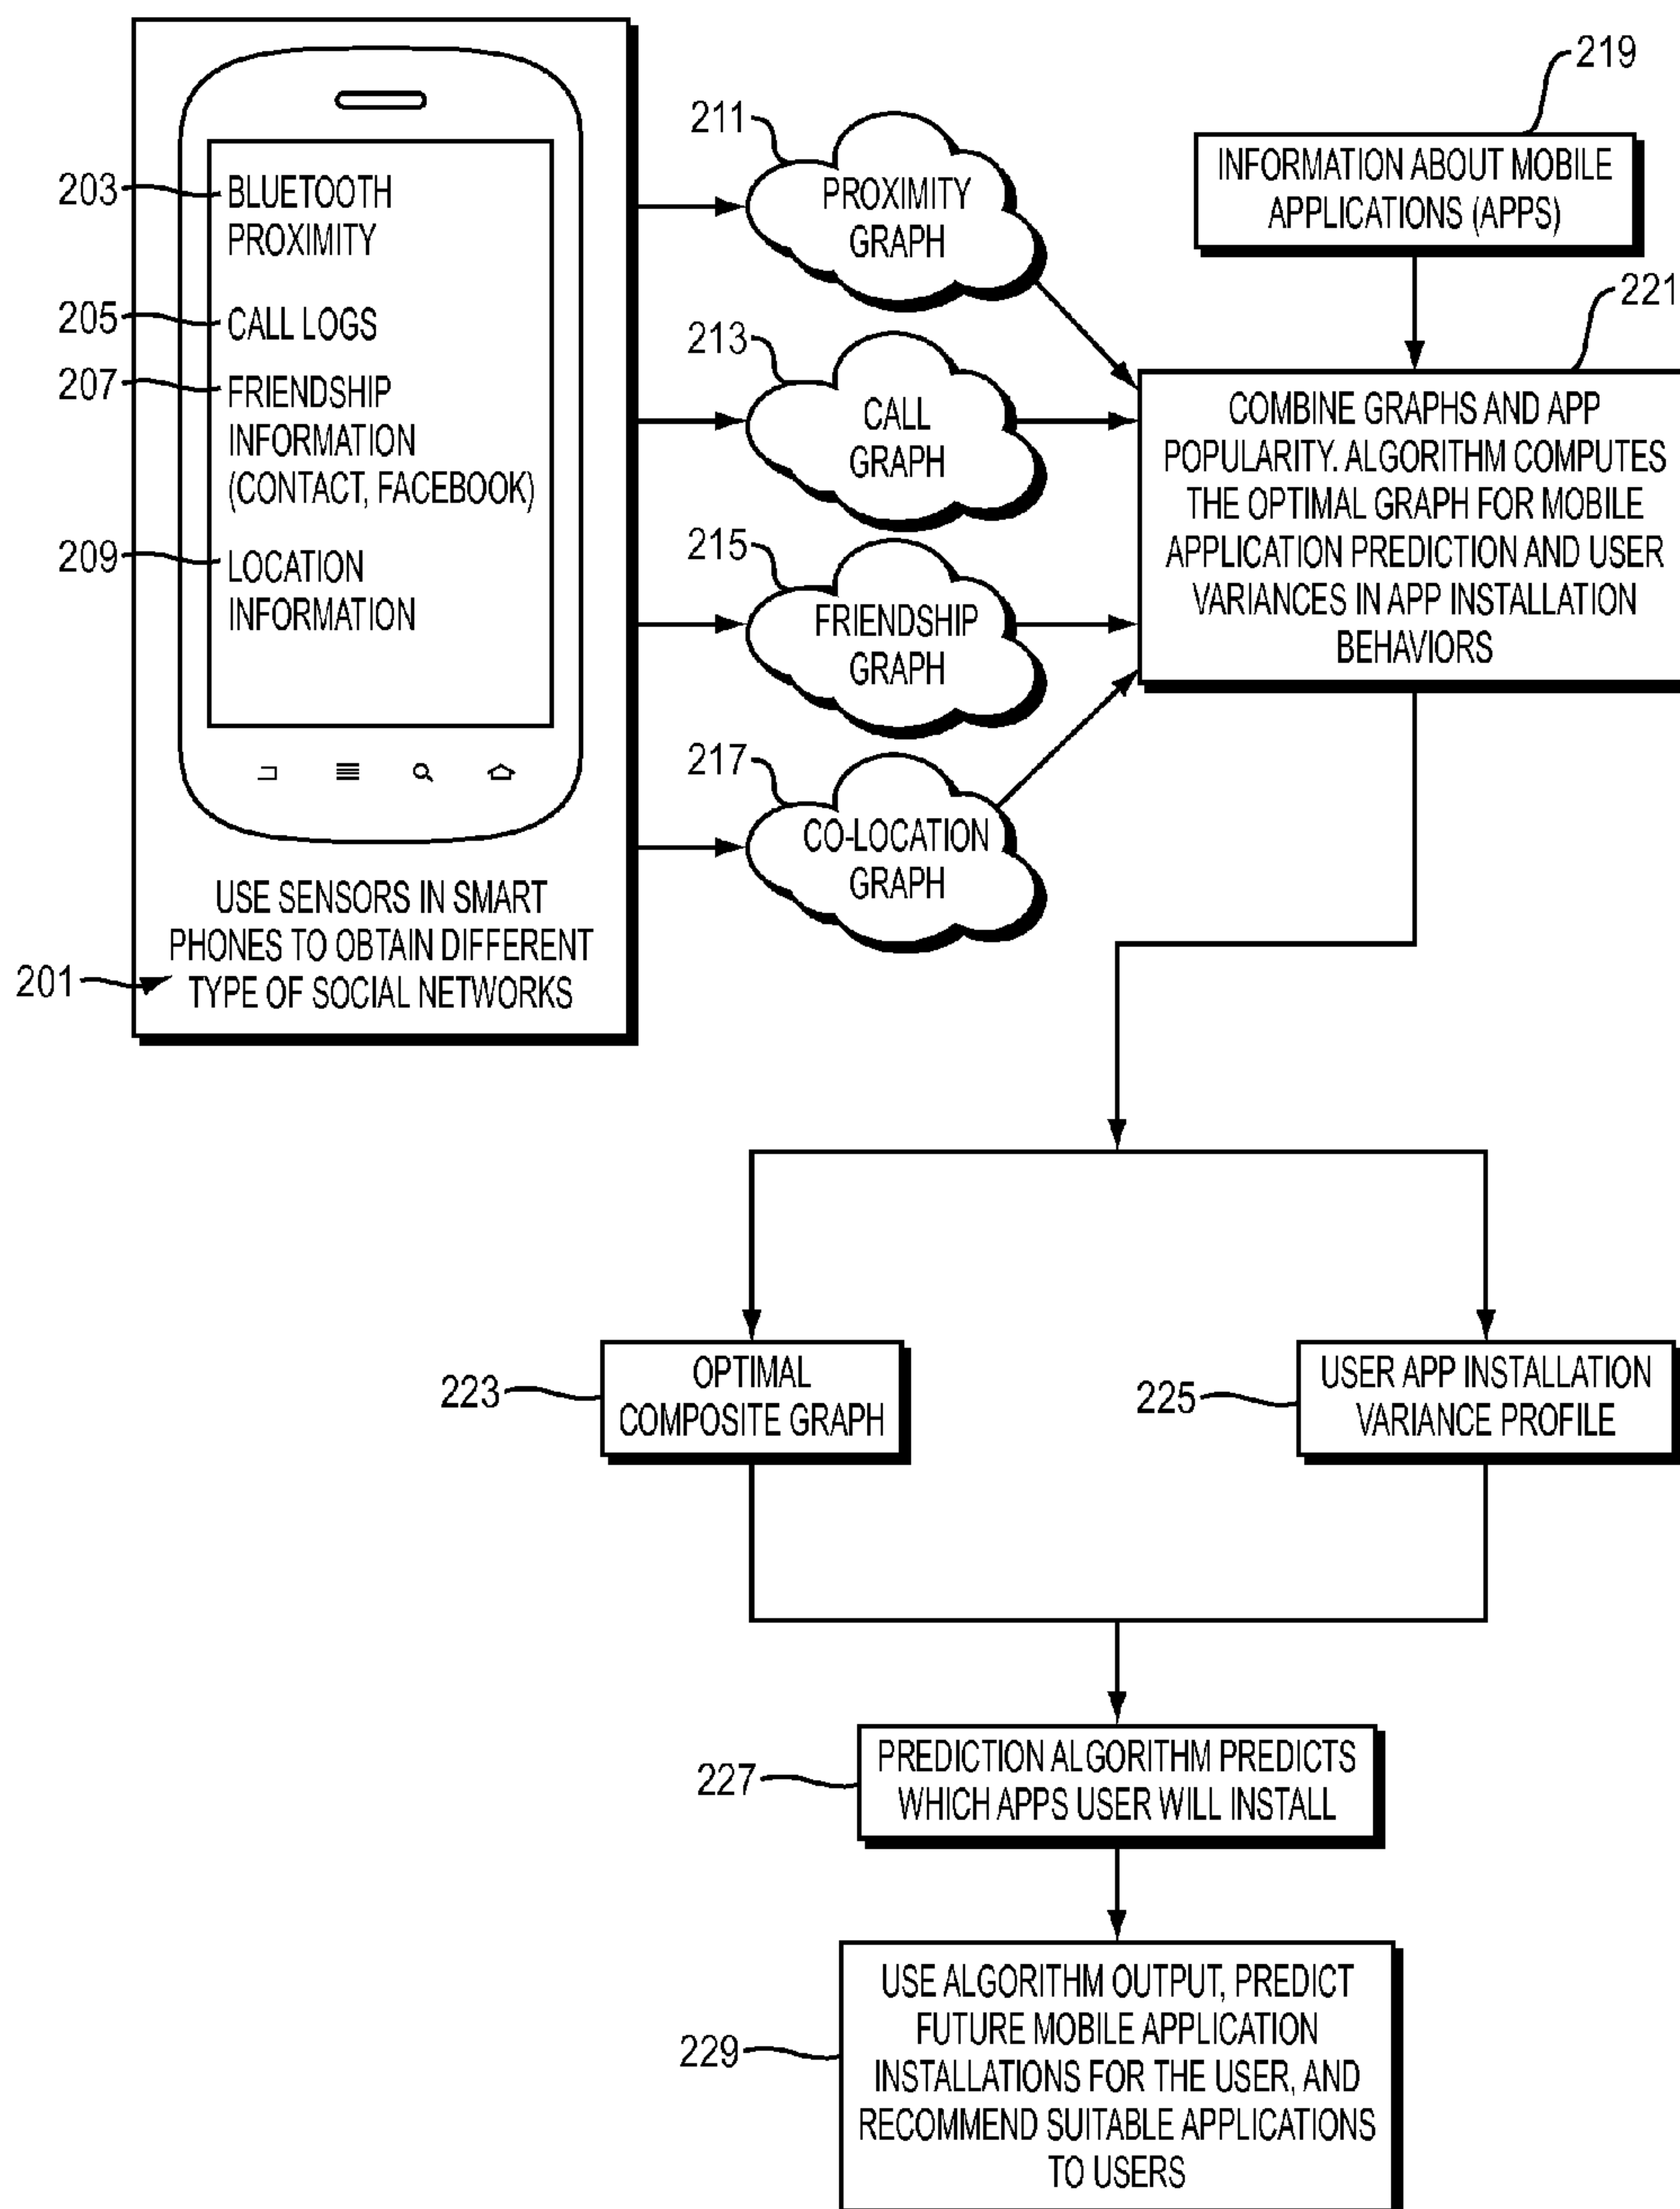 203
BLUETOOTH
PROXIMITY
205
CALL LOGS
207
FRIENDSHIP
INFORMATION
(CONTACT, FACEBOOK)
209
LOCATION
INFORMATION
201
USE SENSORS IN SMART
PHONES TO OBTAIN DIFFERENT
TYPE OF SOCIAL NETWORKS
211
PROXIMITY
GRAPH
213
CALL
GRAPH
215
FRIENDSHIP
GRAPH
217
CO-LOCATION
GRAPH
219
INFORMATION ABOUT MOBILE
APPLICATIONS (APPS)
221
COMBINE GRAPHS AND APP
POPULARITY. ALGORITHM COMPUTES
THE OPTIMAL GRAPH FOR MOBILE
APPLICATION PREDICTION AND USER
VARIANCES IN APP INSTALLATION
BEHAVIORS
223
OPTIMAL
COMPOSITE GRAPH
225
USER APP INSTALLATION
VARIANCE PROFILE
227
PREDICTION ALGORITHM PREDICTS
WHICH APPS USER WILL INSTALL
229
USE ALGORITHM OUTPUT, PREDICT
FUTURE MOBILE APPLICATION
INSTALLATIONS FOR THE USER, AND
RECOMMEND SUITABLE APPLICATIONS
TO USERS